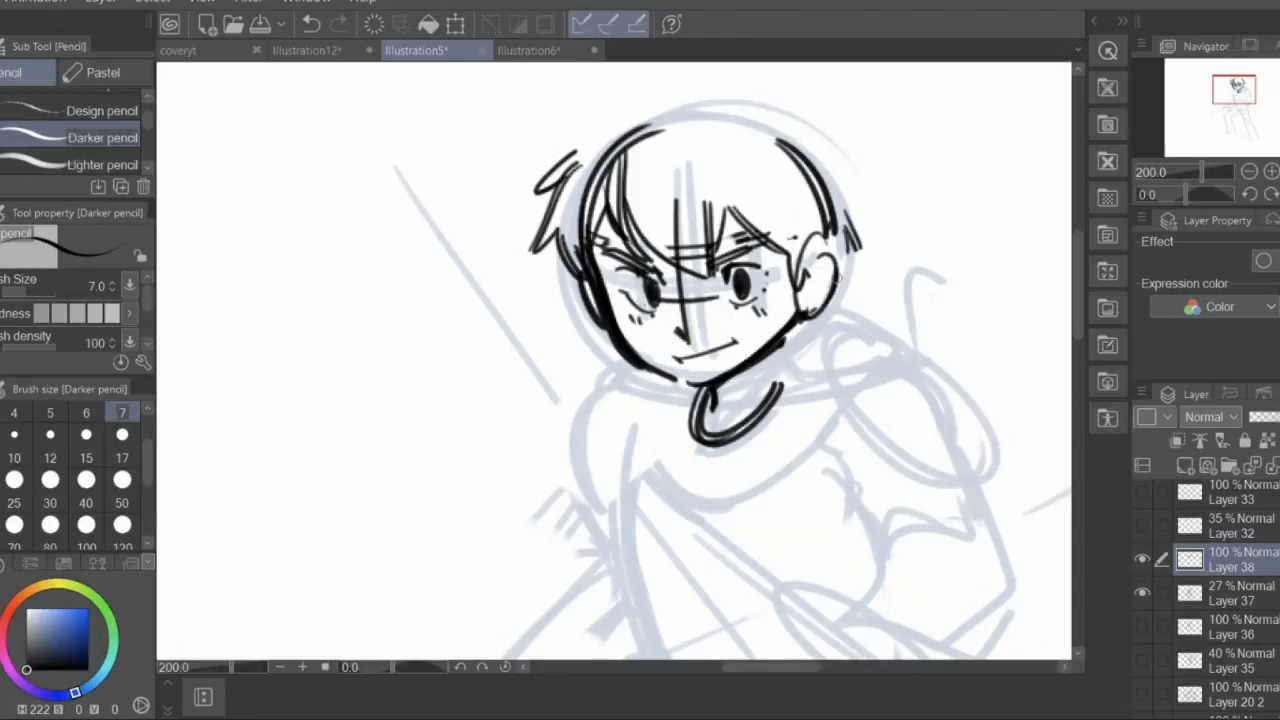 Sub Tool [Pencil]
encil
Pastel
Design pencil
Darker pencil
Lighter pencil
Tool property [Darker pencil]
pencil
sh Size 7.0
dness
sh density 100
Brush size [Darker pencil]
4 5 6 7
10 12 15 17
25 30 40 50
70 80 100 120
H 222 S 0 V 0
coveryt
Illustration12*
Illustration5*
Illustration6*
200.0
0.0
Navigator
200.0
0.0
Layer Property
Effect
Expression color
Color
Layer
Normal
100 % Normal
Layer 33
35 % Normal
Layer 32
100 % Normal
Layer 38
27 % Normal
Layer 37
100 % Normal
Layer 36
40 % Normal
Layer 35
100 % Normal
Layer 20 2